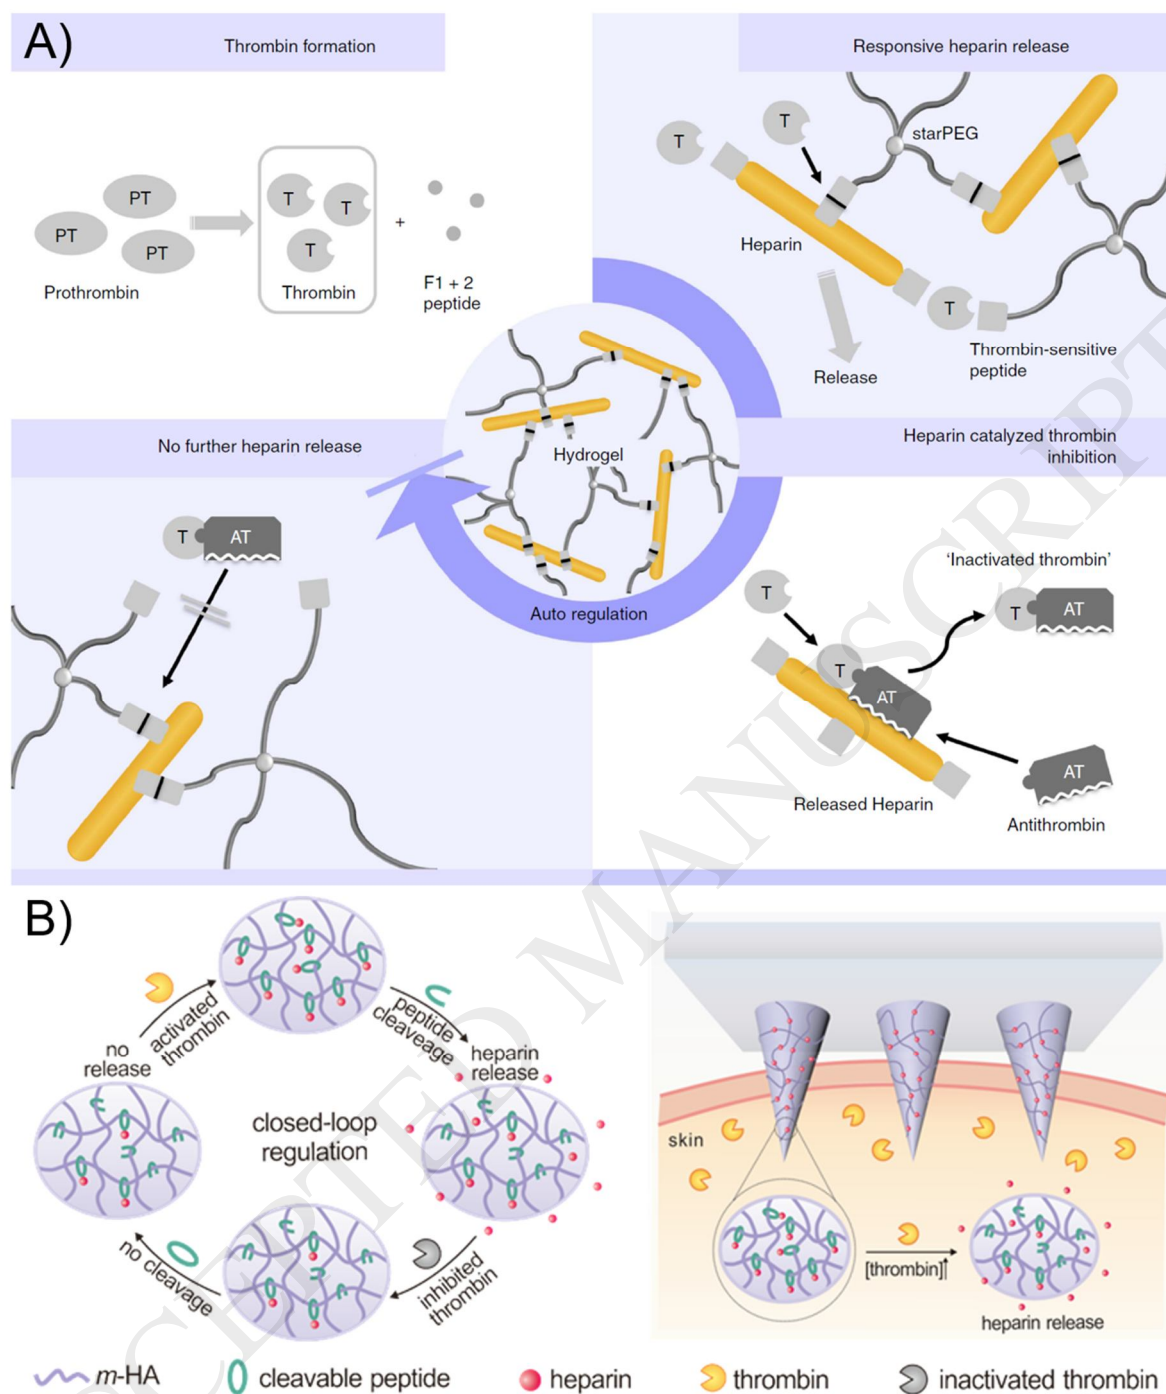 A)
Thrombin formation
PT
PT
PT
Prothrombin
T
T
T
Thrombin
+
F1 + 2
peptide
Responsive heparin release
T
T
starPEG
Heparin
T
Release
Thrombin-sensitive
peptide
No further heparin release
Hydrogel
Auto regulation
Heparin catalyzed thrombin
inhibition
T
AT
'Inactivated thrombin'
T
T
AT
T
AT
AT
Released Heparin
Antithrombin
B)
activated
thrombin
peptide
cleaveage
no
release
heparin
release
closed-loop
regulation
no cleavage
inhibited
thrombin
skin
[thrombin]↑
heparin release
m-HA
cleavable peptide
heparin
thrombin
inactivated thrombin
CCEPTED MANUSCRIPT